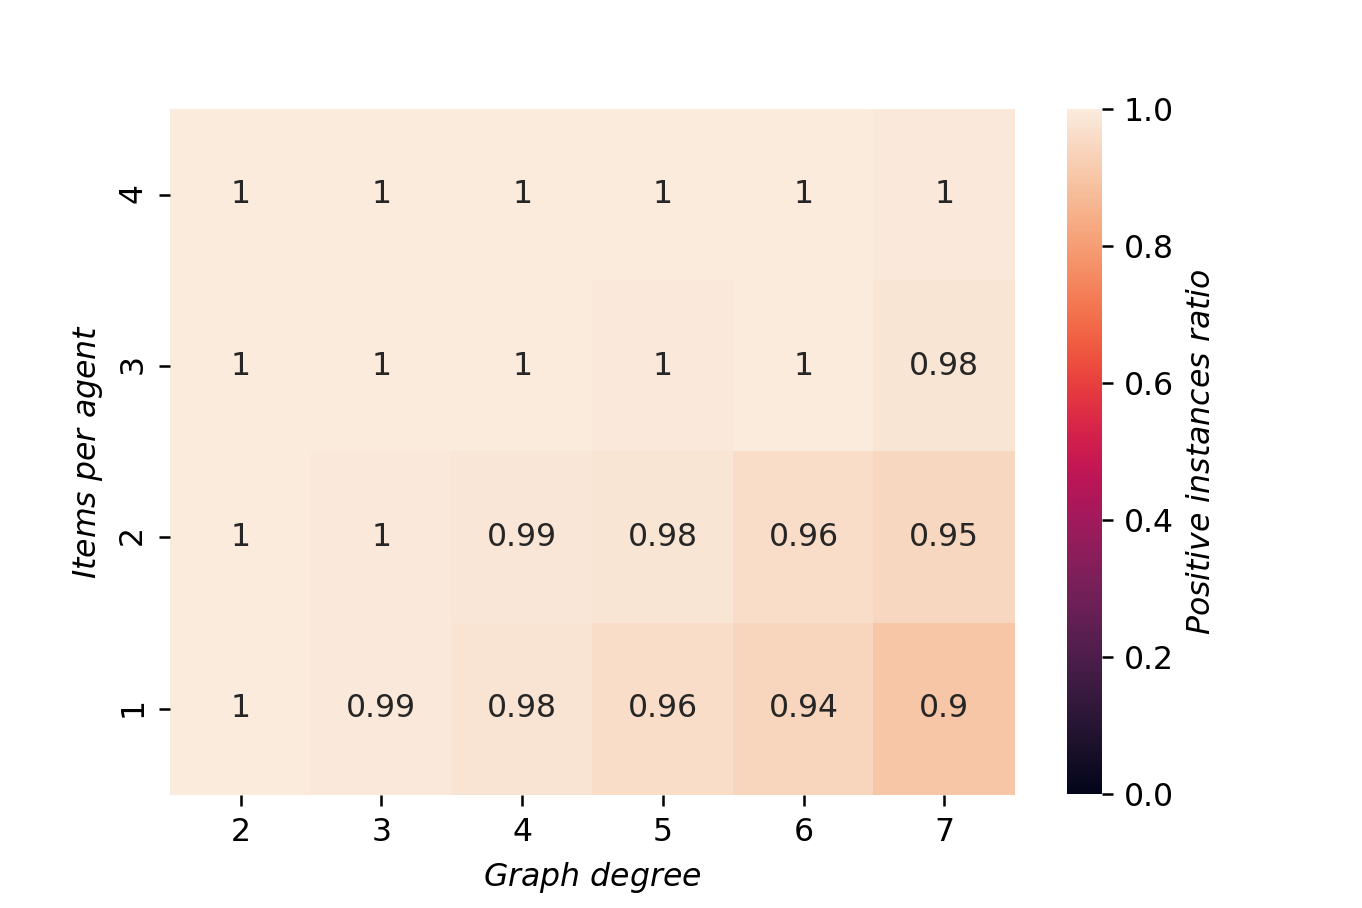 4 1 1 1 1 1 1
3 1 1 1 1 1 0.98
2 1 1 0.99 0.98 0.96 0.95
1 1 0.99 0.98 0.96 0.94 0.9
2 3 4 5 6 7
Graph degree
Items per agent
1.0
0.8
0.6
0.4
0.2
0.0
Positive instances ratio